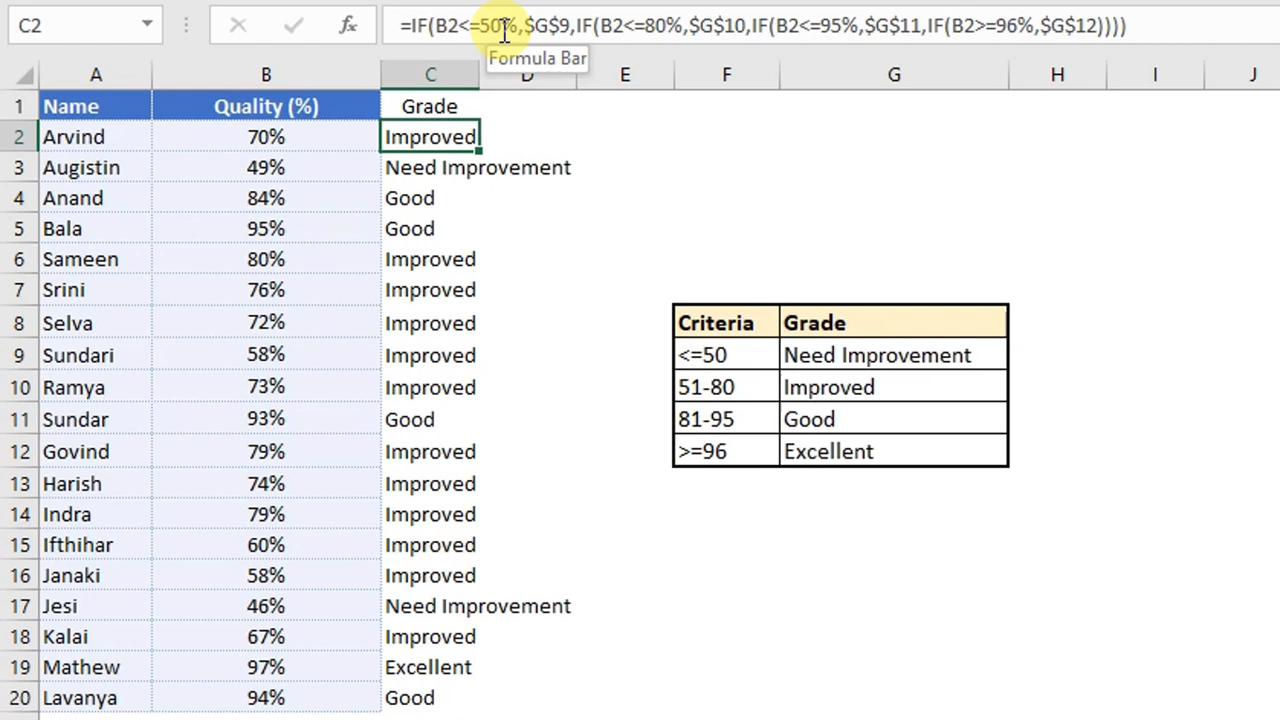 C2 fx =IF(B2<=50%,$G$9,IF(B2<=80%,$G$10,IF(B2<=95%,$G$11,IF(B2>=96%,$G$12))))
Formula Bar
A B C D E F G H I J
1 Name Quality (%) Grade
2 Arvind 70% Improved
3 Augistin 49% Need Improvement
4 Anand 84% Good
5 Bala 95% Good
6 Sameen 80% Improved
7 Srini 76% Improved
8 Selva 72% Improved Criteria Grade
9 Sundari 58% Improved <=50 Need Improvement
10 Ramya 73% Improved 51-80 Improved
11 Sundar 93% Good 81-95 Good
12 Govind 79% Improved >=96 Excellent
13 Harish 74% Improved
14 Indra 79% Improved
15 Ifthihar 60% Improved
16 Janaki 58% Improved
17 Jesi 46% Need Improvement
18 Kalai 67% Improved
19 Mathew 97% Excellent
20 Lavanya 94% Good